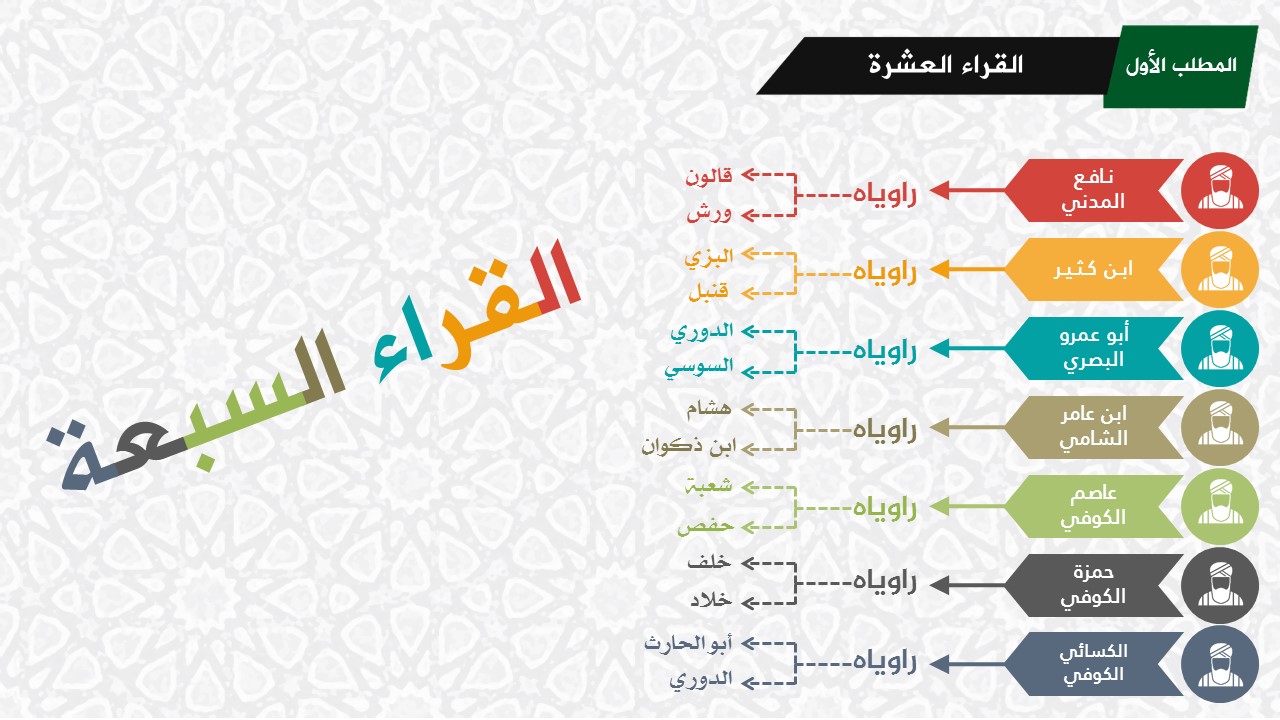 المطلب الأول
القراء العشرة
نافع
المدني
راوياه
قالون
ورش
ابن كثير
راوياه
البزي
قنبل
أبو عمرو
البصري
راوياه
الدوري
السوسي
ابن عامر
الشامي
راوياه
هشام
ابن ذكوان
عاصم
الكوفي
راوياه
شعبة
حفص
حمزة
الكوفي
راوياه
خلف
خلاد
الكسائي
الكوفي
راوياه
أبو الحارث
الدوري
القراء السبعة